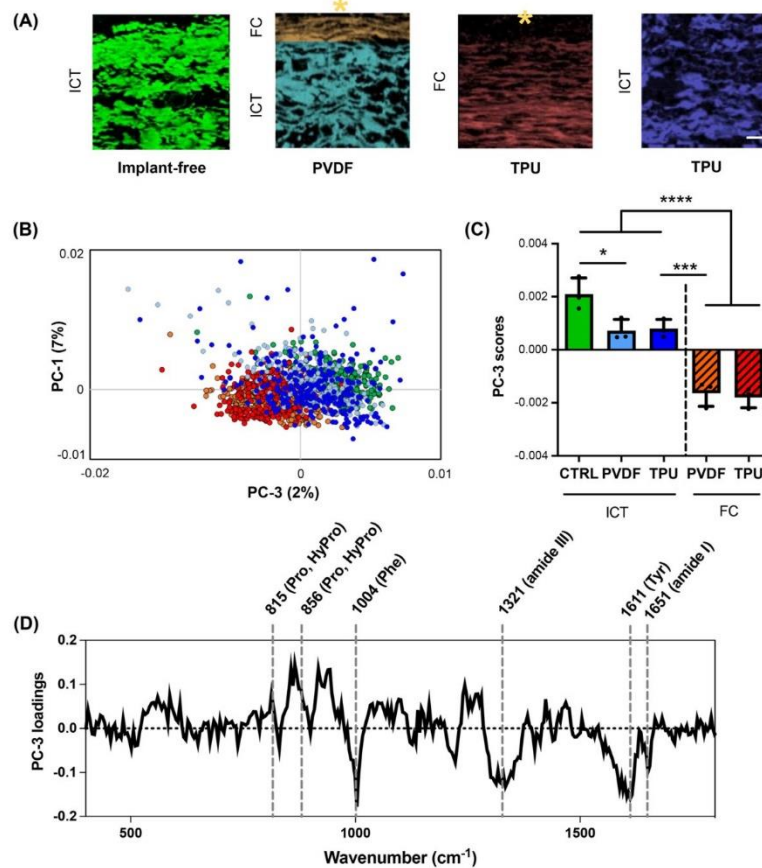 (A)
ICT
Implant-free
*
FC
ICT
PVDF
*
FC
TPU
ICT
TPU
(B)
0.02
PC-1 (7%)
0
-0.01
-0.02
0
0.01
PC-3 (2%)
(C)
****
*
***
PC-3 scores
0.004
0.002
0.000
-0.002
-0.004
CTRL PVDF TPU PVDF TPU
ICT FC
815 (Pro, HyPro)
856 (Pro, HyPro)
1004 (Phe)
1321 (amide III)
1611 (Tyr)
1651 (amide I)
(D)
PC-3 loadings
0.2
0.1
0.0
-0.1
-0.2
500 1000 1500
Wavenumber (cm⁻¹)